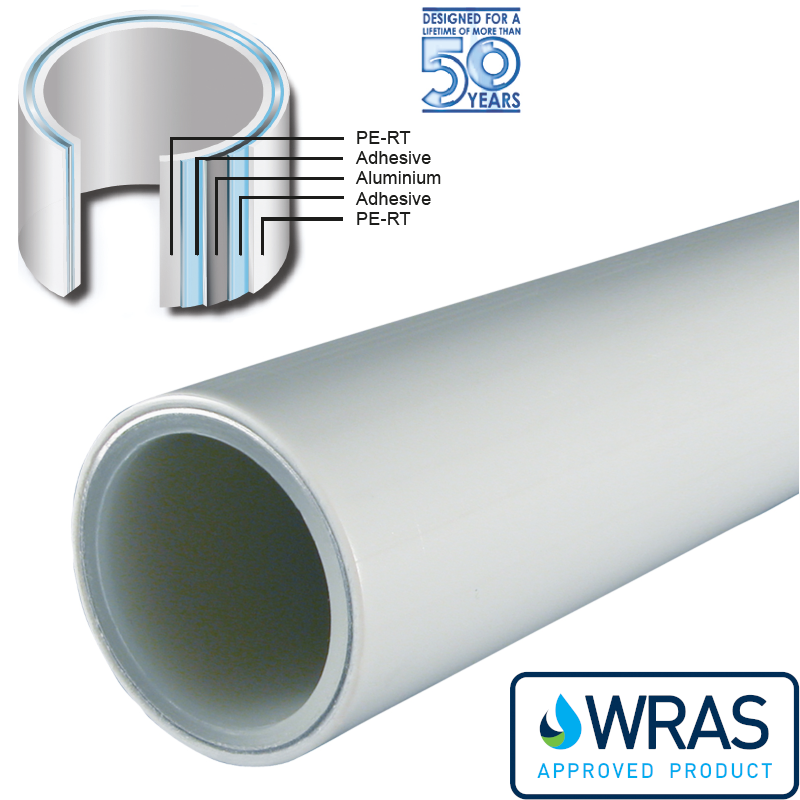 DESIGNED FOR A
LIFETIME OF MORE THAN
50
YEARS
PE-RT
Adhesive
Aluminium
Adhesive
PE-RT
WRAS
APPROVED PRODUCT